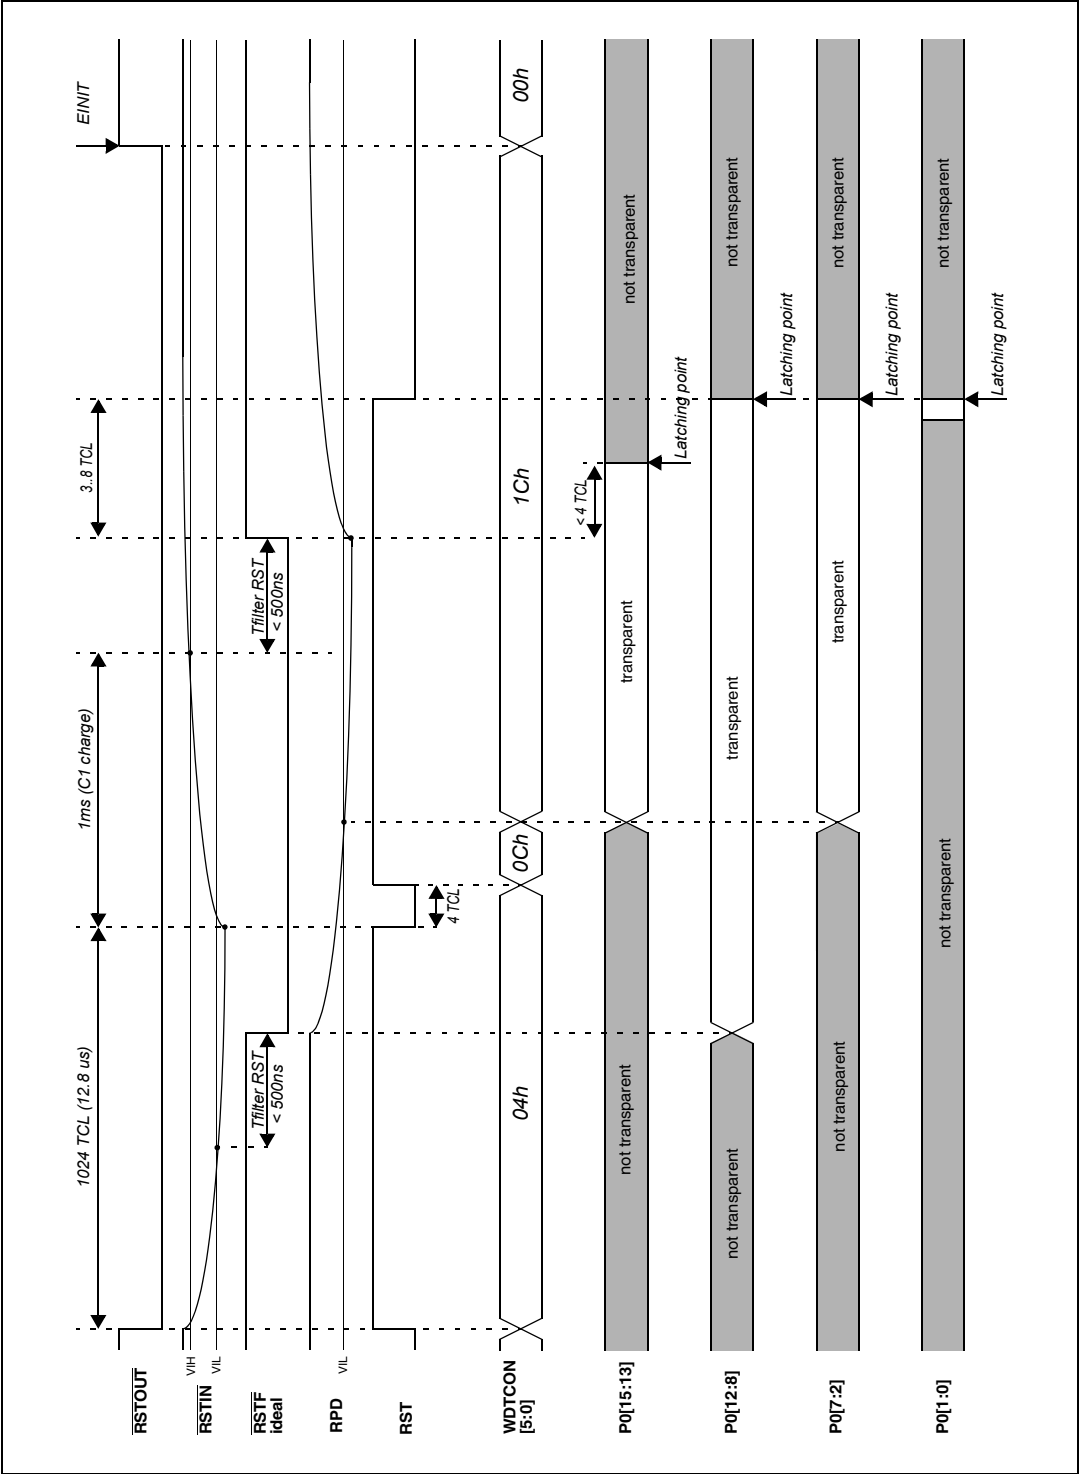 RSTOUT
RSTIN
VIH
VIL
RSTF
ideal
RPD
VIL
RST
WDTCON
[5:0]
P0[15:13]
P0[12:8]
P0[7:2]
P0[1:0]
1024 TCL (12.8 us)
1ms (C1 charge)
3..8 TCL
EINIT
Tfilter RST
< 500ns
Tfilter RST
< 500ns
4 TCL
04h
0Ch
1Ch
00h
< 4 TCL
not transparent
transparent
Latching point
not transparent
not transparent
transparent
Latching point
not transparent
not transparent
transparent
Latching point
not transparent
not transparent
Latching point
not transparent